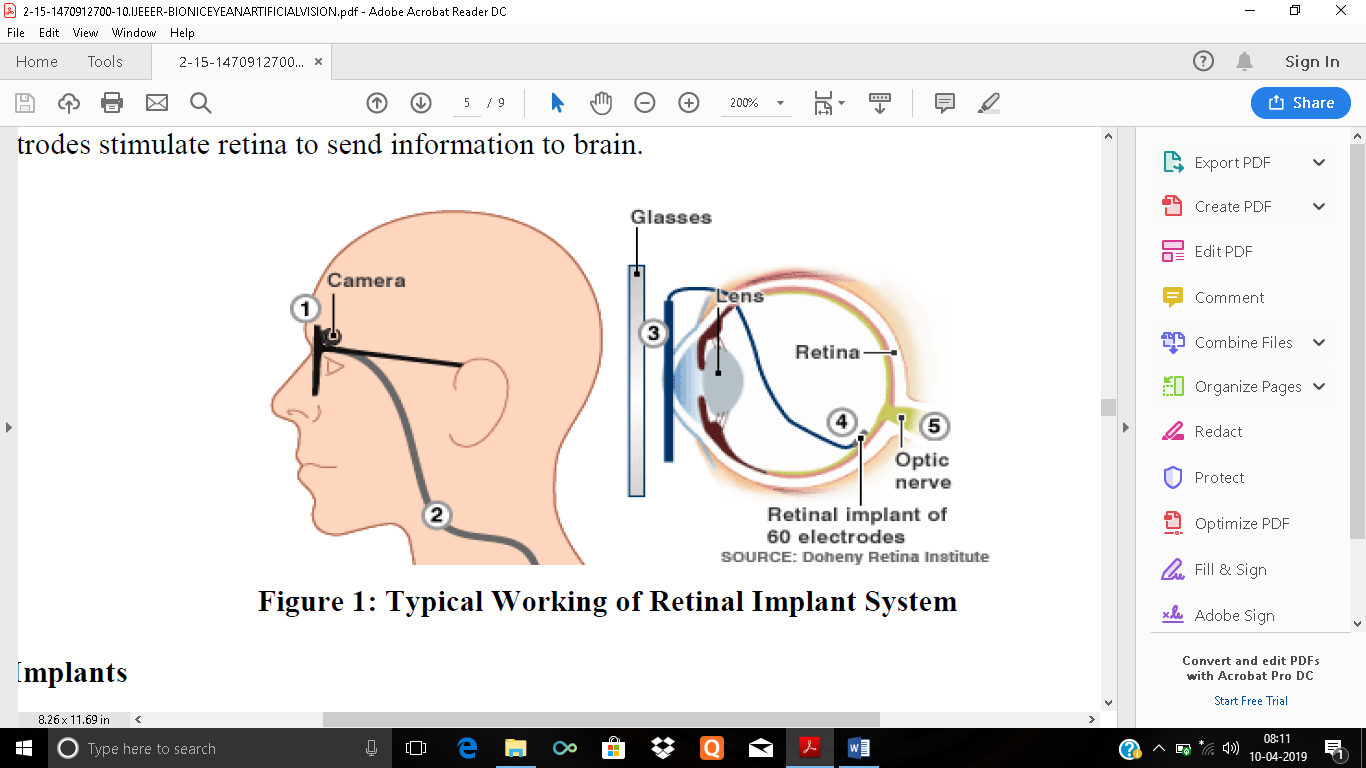 2-15-1470912700-10.IJEEER-BIONICEYEANARTIFICIALVISION.pdf - Adobe Acrobat Reader DC
File Edit View Window Help
Home Tools 2-15-1470912700... × Sign In
5 / 9 200% Share
trodes stimulate retina to send information to brain.
Glasses
Camera
1
Lens
3
Retina
4
5
Optic
nerve
2
Retinal implant of
60 electrodes
SOURCE: Doheny Retina Institute
Figure 1: Typical Working of Retinal Implant System
Implants
8.26 x 11.69 in
Export PDF
Create PDF
Edit PDF
Comment
Combine Files
Organize Pages
Redact
Protect
Optimize PDF
Fill & Sign
Adobe Sign
Convert and edit PDFs
with Acrobat Pro DC
Start Free Trial
Type here to search
08:11
10-04-2019
1